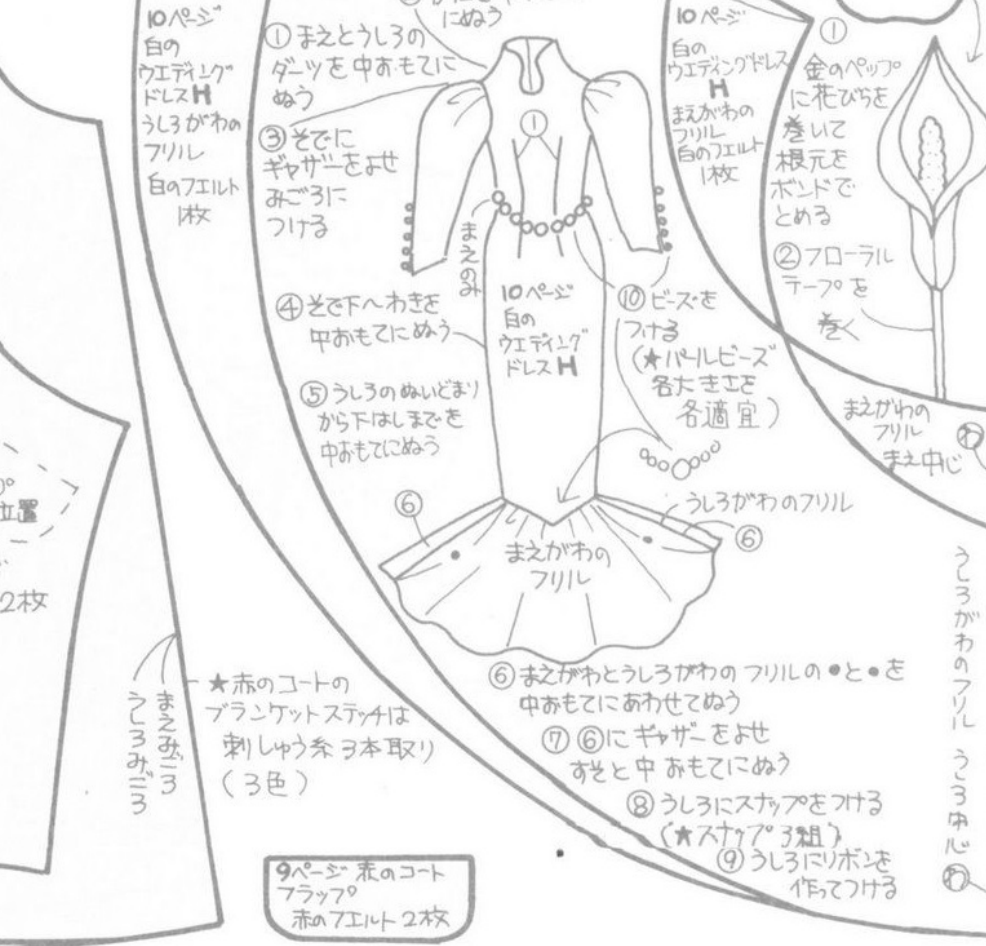 10ページ
白の
ウエディング
ドレスH
うしろがわの
フリル
白のフエルト
1枚
にぬう
①まえとうしろの
ダーツを中おもてに
ぬう
③そでに
ギャザーをよせ
みごろに
つける
①
まえのみ
④そで下へわきを
中おもてにぬう
⑤うしろのぬいどまり
から下はしまでを
中おもてにぬう
10ページ
白の
ウエディング
ドレスH
⑩ビーズを
つける
(★パールビーズ
各大きさを
各適宜)
⑥
うしろがわのフリル
⑥
まえがわの
フリル
⑥まえがわとうしろがわのフリルの●と●を
中おもてにあわせてぬう
⑦⑥にギャザーをよせ
すそと中おもてにぬう
⑧うしろにスナップをつける
(★スナップ3組)
⑨うしろにリボンを
作ってつける
10ページ
白の
ウエディングドレス
H
まえがわの
フリル
白のフエルト
1枚
①
金のペップ
に花びらを
巻いて
根元を
ボンドで
とめる
②フローラル
テープを
巻く
まえがわの
フリル
まえ中心
わ
うしろがわのフリル うしろ中心
わ
置
2枚
まえみごろ
うしろみごろ
★赤のコートの
ブランケットステッチは
刺しゅう糸3本取り
(3色)
9ページ 赤のコート
フラップ
赤のフエルト2枚